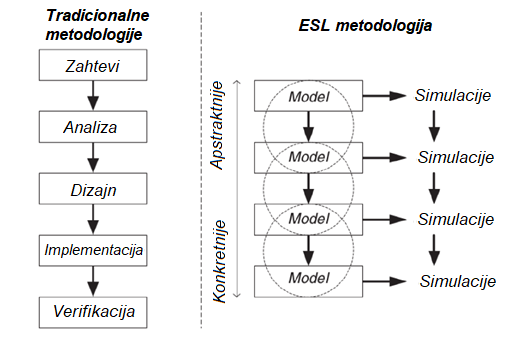 Tradicionalne
metodologije
Zahtevi
Analiza
Dizajn
Implementacija
Verifikacija
ESL metodologija
Apstraktnije
Konkretnije
Model
Simulacije
Model
Simulacije
Model
Simulacije
Model
Simulacije